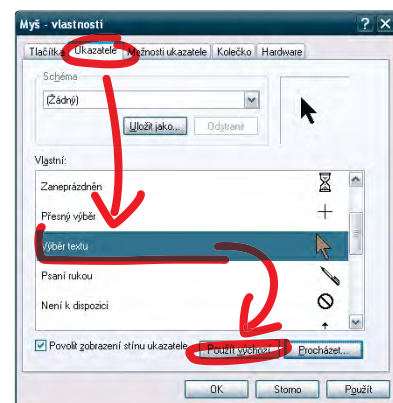 Myš - vlastnosti
Tlačítka Ukazatele Možnosti ukazatele Kolečko Hardware
Schéma
(Žádný)
Uložit jako... Odstranit
Vlastní:
Zaneprázdněn
Přesný výběr
Výběr textu
Psaní rukou
Není k dispozici
Povolit zobrazení stínu ukazatele Použít výchozí Procházet...
OK Storno Použít